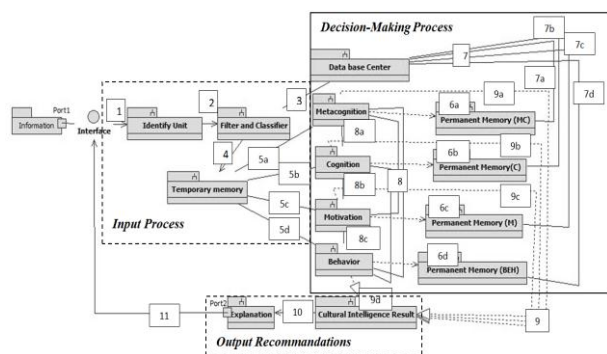 Decision-Making Process
7b
7c
7
7a
7d
Data base Center
3
9a
Port1
1
2
6a
Information
Interface
Identify Unit
Filter and Classifier
Metacognition
Permanent Memory (MC)
8a
9b
4
5a
6b
5b
Cognition
Permanent Memory(C)
8b
8
9c
Temporary memory
5c
6c
Motivation
Permanent Memory (M)
Input Process
5d
8c
6d
Behavior
Permanent Memory (BEH)
9d
Port2
11
Explanation
10
Cultural Intelligence Result
9
Output Recommandations